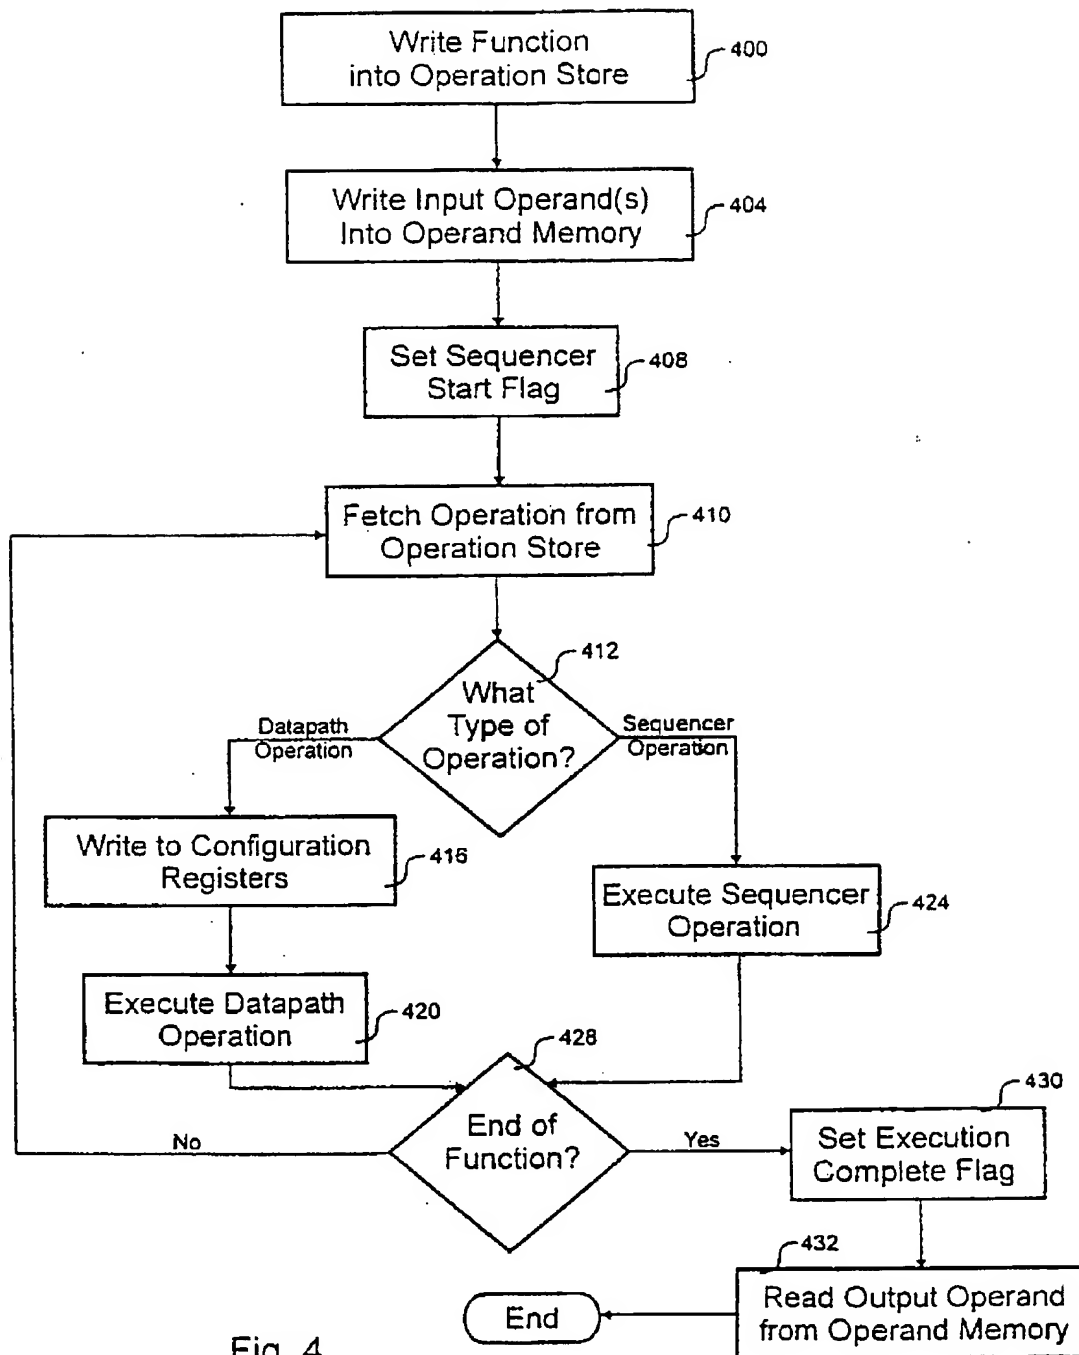 Write Function
into Operation Store
400
Write Input Operand(s)
Into Operand Memory
404
Set Sequencer
Start Flag
408
Fetch Operation from
Operation Store
410
What
Type of
Operation?
412
Datapath
Operation
Sequencer
Operation
Write to Configuration
Registers
416
Execute Sequencer
Operation
424
Execute Datapath
Operation
420
End of
Function?
428
No
Yes
Set Execution
Complete Flag
430
Read Output Operand
from Operand Memory
432
End
Fig. 4